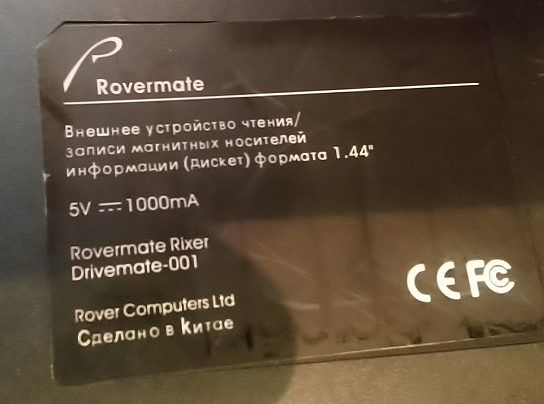 Rovermate
Внешнее устройство чтения/
записи магнитных носителей
информации (дискет) формата 1.44"
5V ⎓ 1000mA
Rovermate Rixer
Drivemate-001
Rover Computers Ltd
Сделано в Китае
CE FC